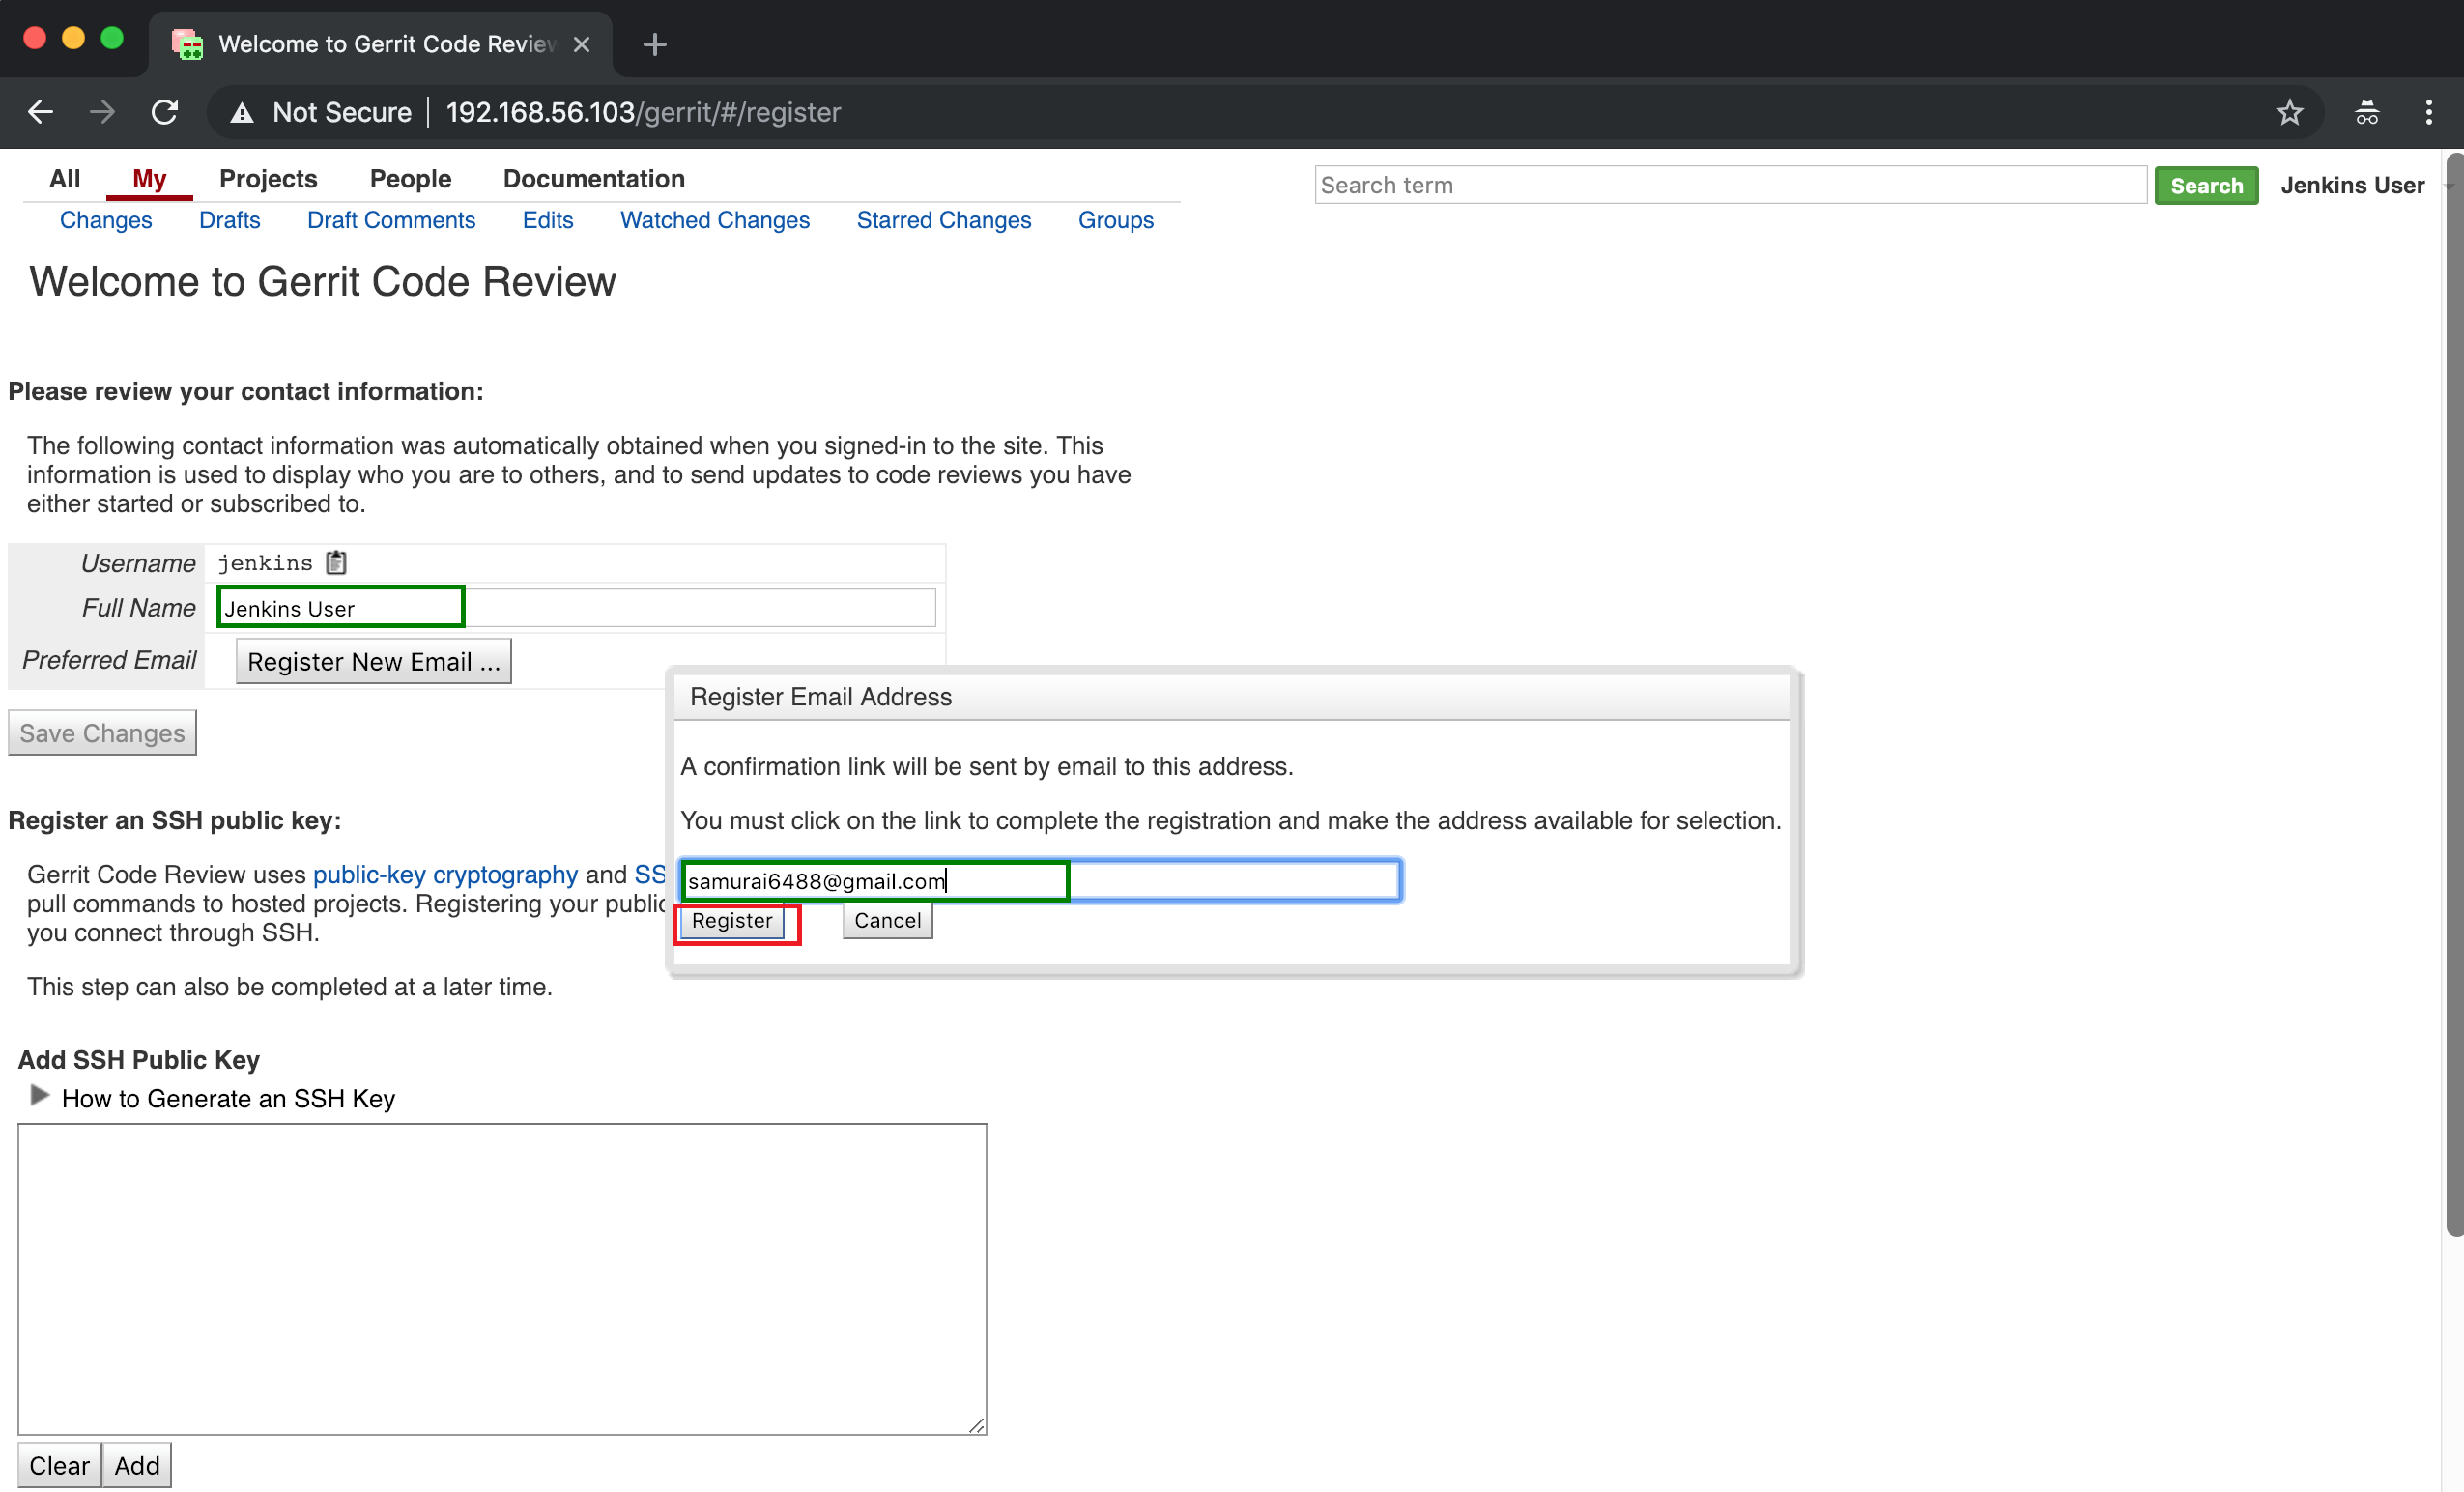 Welcome to Gerrit Code Review
Not Secure | 192.168.56.103/gerrit/#/register
All My Projects People Documentation
Search term Search Jenkins User
Changes Drafts Draft Comments Edits Watched Changes Starred Changes Groups
Welcome to Gerrit Code Review
Please review your contact information:
The following contact information was automatically obtained when you signed-in to the site. This
information is used to display who you are to others, and to send updates to code reviews you have
either started or subscribed to.
Username jenkins
Full Name Jenkins User
Preferred Email Register New Email ...
Save Changes
Register Email Address
A confirmation link will be sent by email to this address.
You must click on the link to complete the registration and make the address available for selection.
samurai6488@gmail.com
Register Cancel
Register an SSH public key:
Gerrit Code Review uses public-key cryptography and
pull commands to hosted projects. Registering your
you connect through SSH.
This step can also be completed at a later time.
Add SSH Public Key
How to Generate an SSH Key
Clear Add